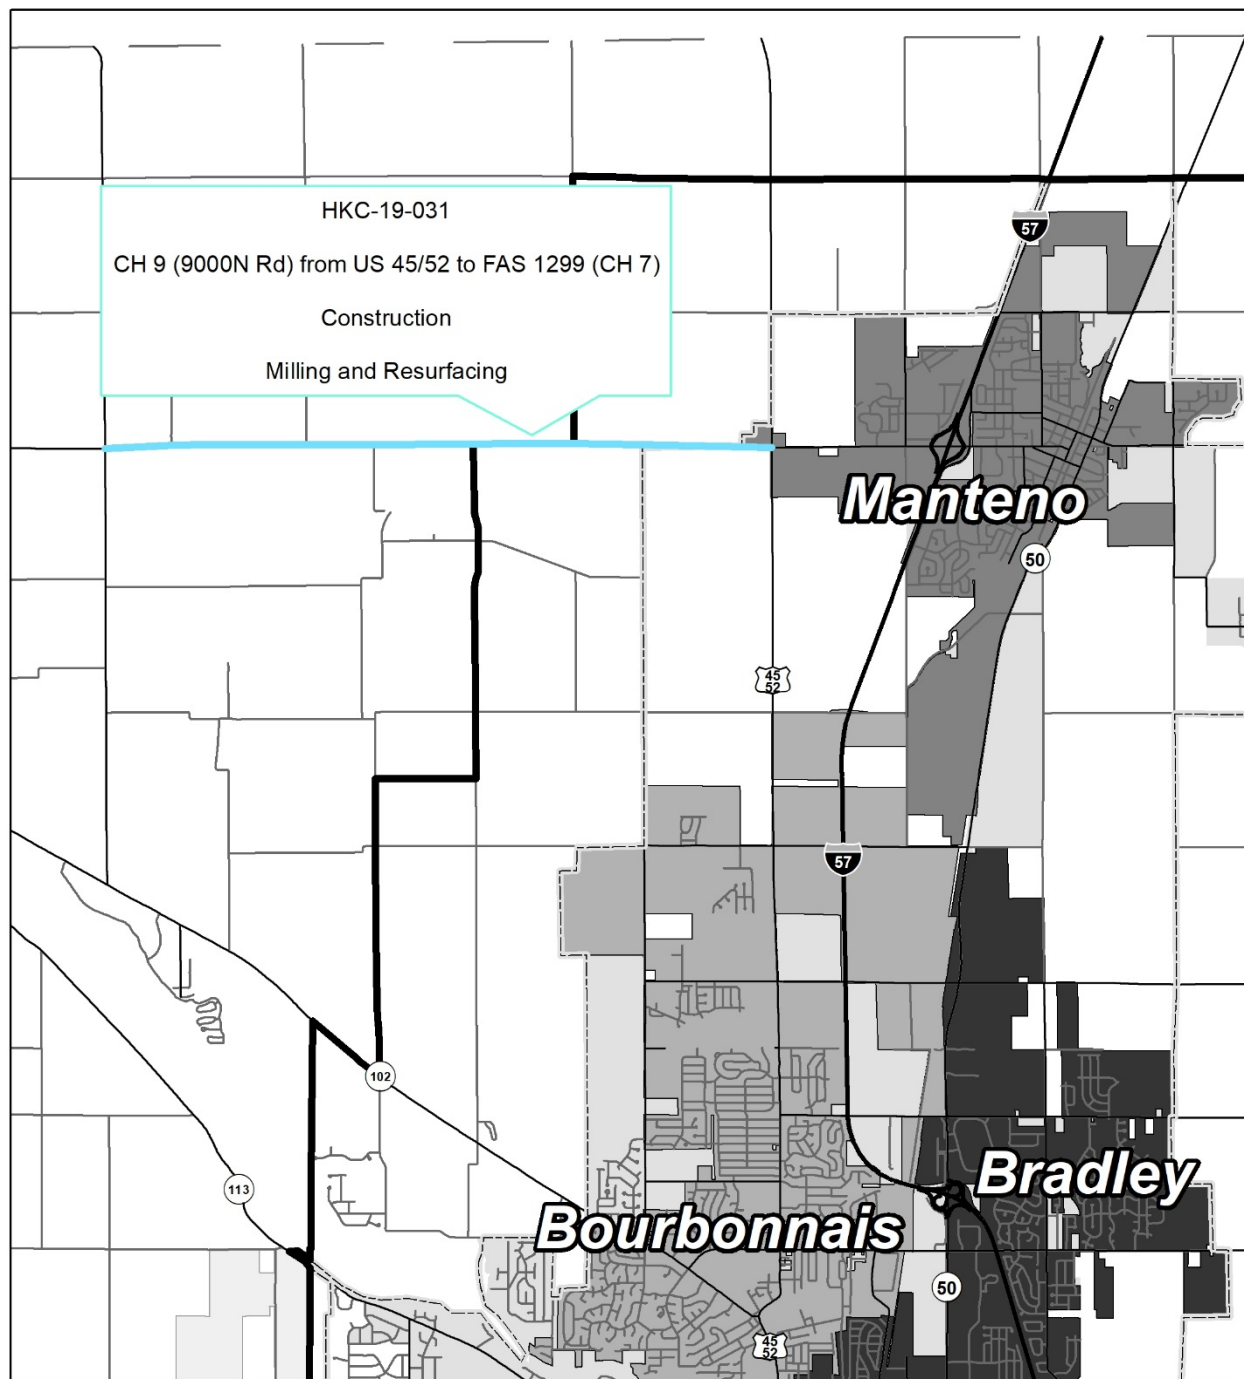 HKC-19-031
CH 9 (9000N Rd) from US 45/52 to FAS 1299 (CH 7)
Construction
Milling and Resurfacing
57
Manteno
50
45
52
57
102
113
Bradley
Bourbonnais
50
45
52